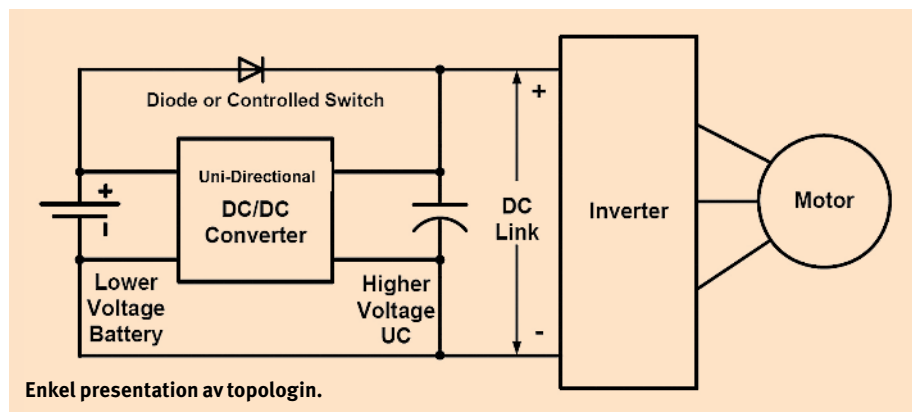 Diode or Controlled Switch
Uni-Directional
DC/DC
Converter
+
Lower
Voltage
Battery
Higher
Voltage
UC
+
DC
Link
-
Inverter
Motor
Enkel presentation av topologin.